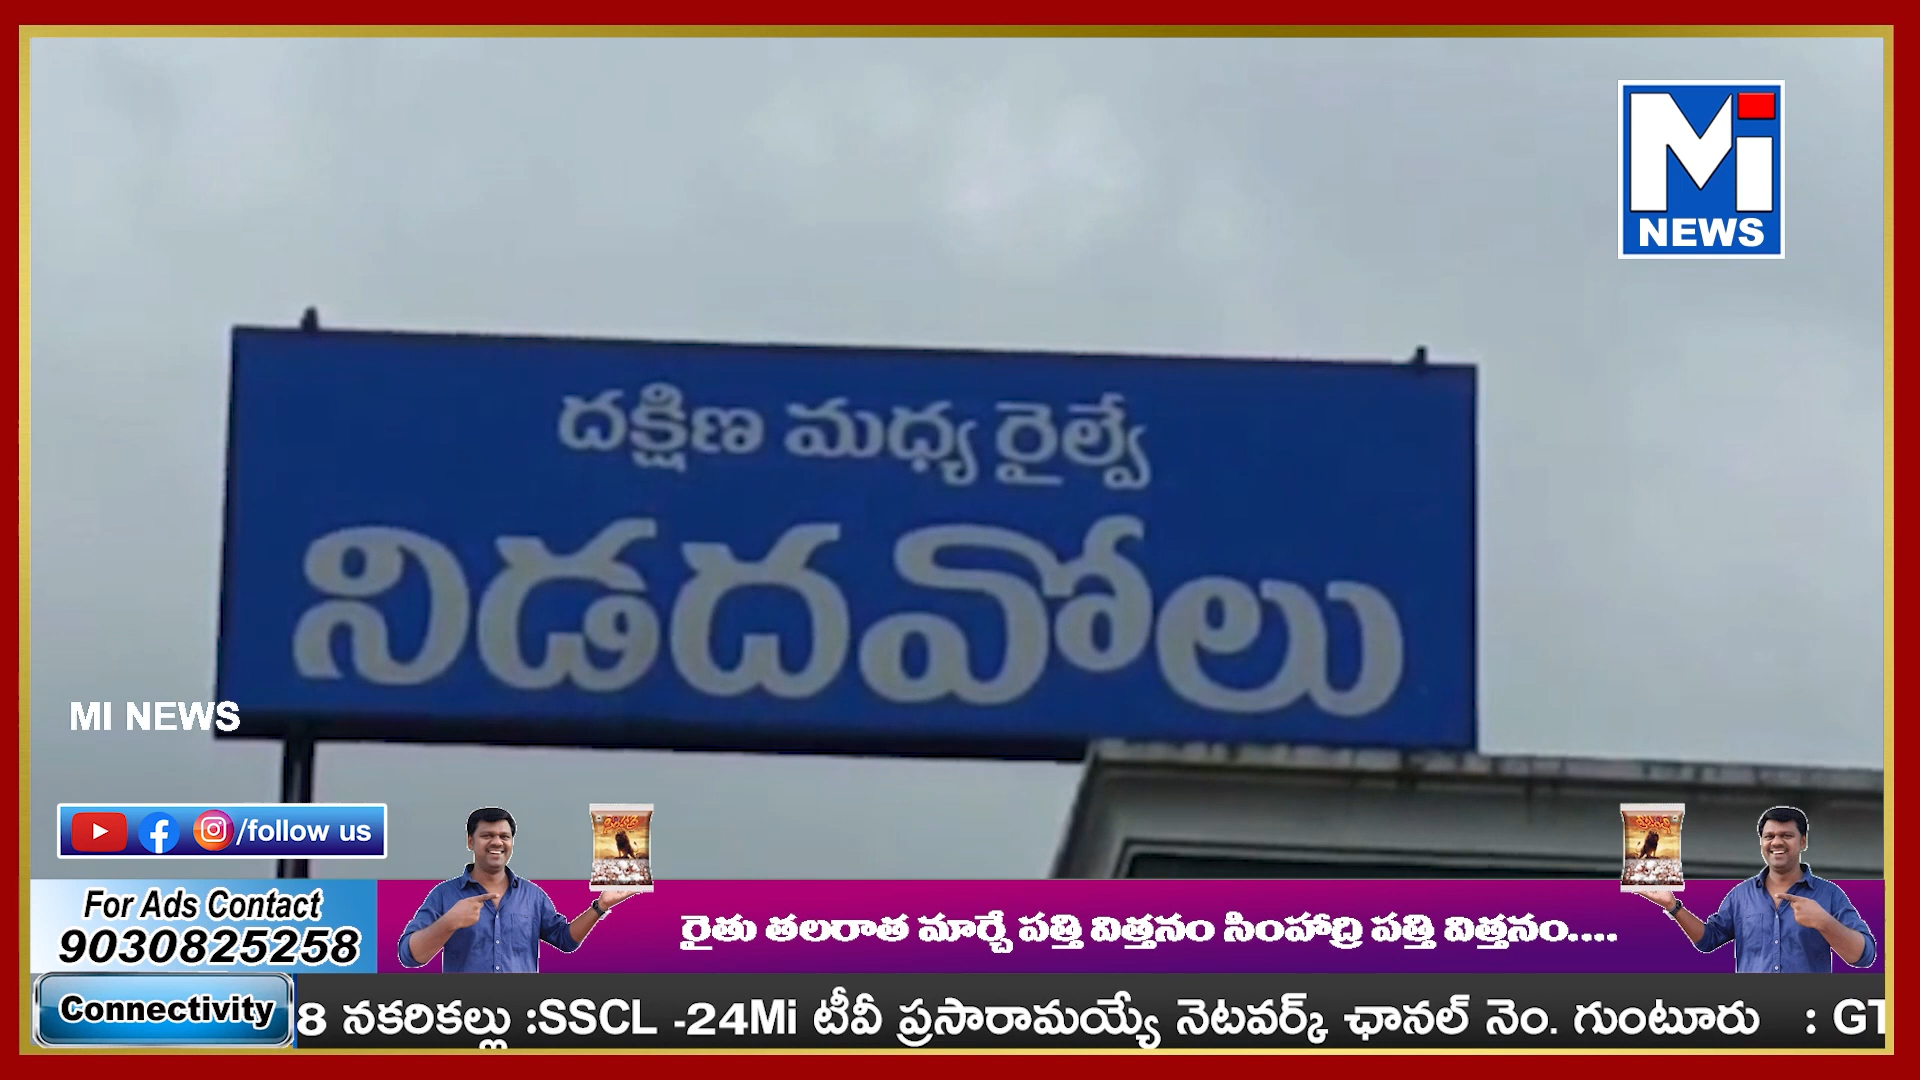 Mi
NEWS
దక్షిణ మధ్య రైల్వే
నిడదవోలు
MI NEWS
/follow us
For Ads Contact
9030825258
రైతు తలరాత మార్చే పత్తి విత్తనం సింహాద్రి పత్తి విత్తనం....
Connectivity
8 నకరికల్లు :SSCL -24Mi టీవీ ప్రసారామయ్యే నెటవర్క్ ఛానల్ నెం. గుంటూరు : GT